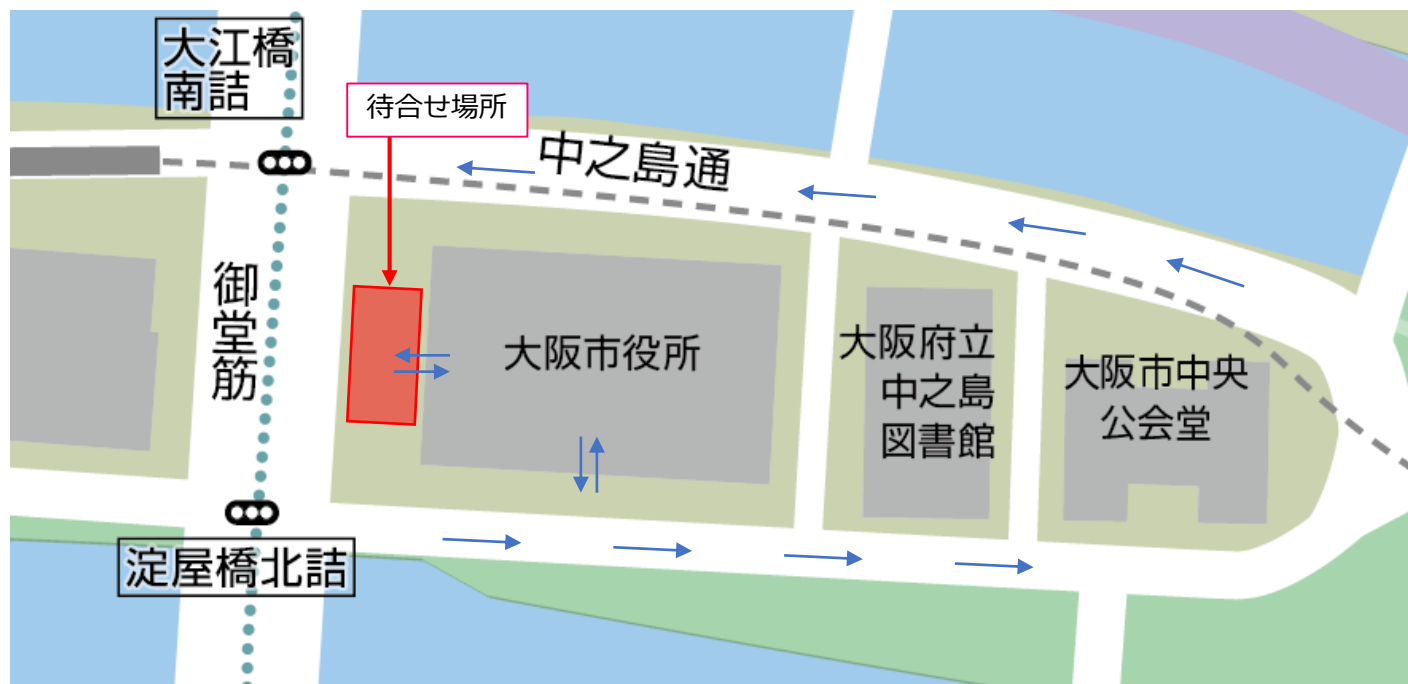 大江橋
南詰
待合せ場所
中之島通
御堂筋
大阪市役所
大阪府立
中之島
図書館
大阪市中央
公会堂
淀屋橋北詰